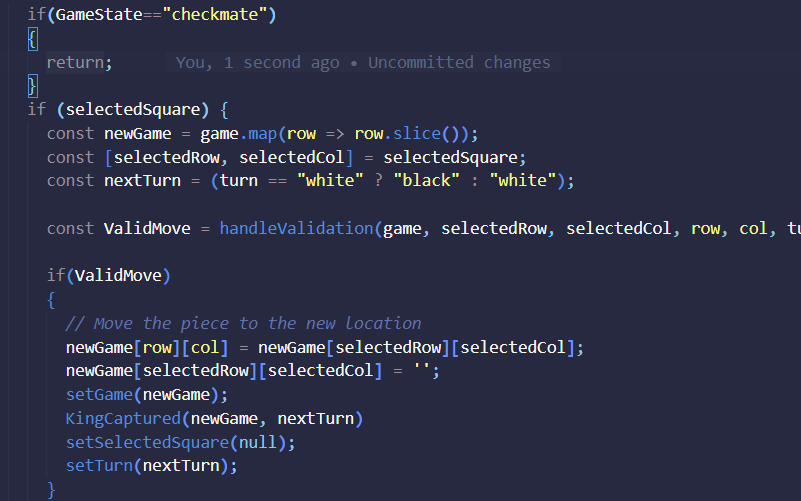 if(GameState=="checkmate")
{
return; You, 1 second ago • Uncommitted changes
}
if (selectedSquare) {
const newGame = game.map(row => row.slice());
const [selectedRow, selectedCol] = selectedSquare;
const nextTurn = (turn == "white" ? "black" : "white");
const ValidMove = handleValidation(game, selectedRow, selectedCol, row, col, tu
if(ValidMove)
{
// Move the piece to the new location
newGame[row][col] = newGame[selectedRow][selectedCol];
newGame[selectedRow][selectedCol] = '';
setGame(newGame);
KingCaptured(newGame, nextTurn)
setSelectedSquare(null);
setTurn(nextTurn);
}